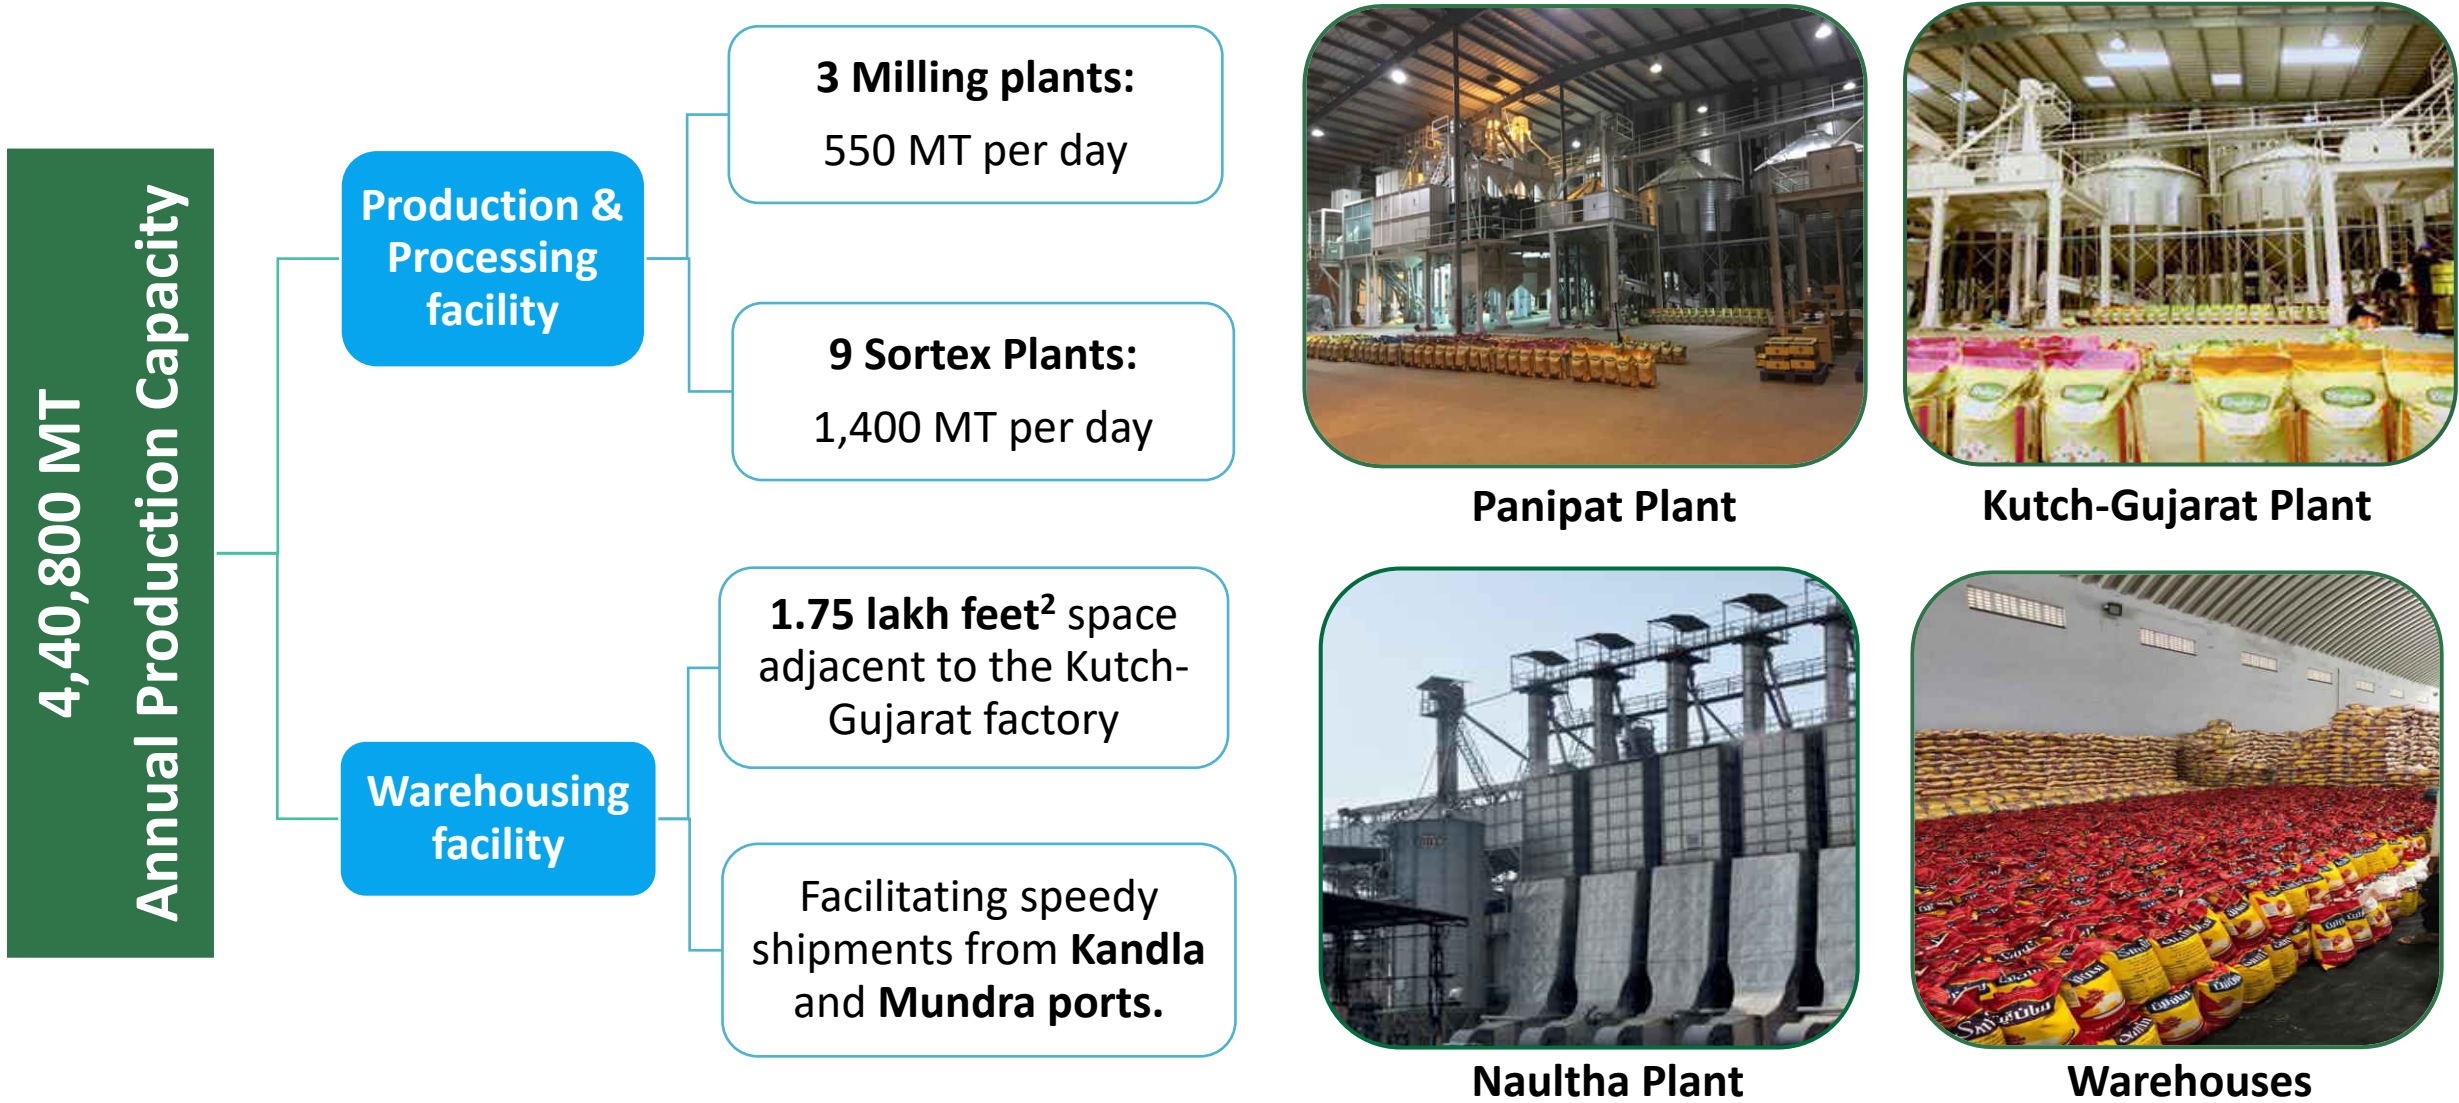 4,40,800 MT
Annual Production Capacity
Production &
Processing
facility
3 Milling plants:
550 MT per day
9 Sortex Plants:
1,400 MT per day
Warehousing
facility
1.75 lakh feet² space
adjacent to the Kutch-
Gujarat factory
Facilitating speedy
shipments from Kandla
and Mundra ports.
Panipat Plant
Kutch-Gujarat Plant
Naultha Plant
Warehouses